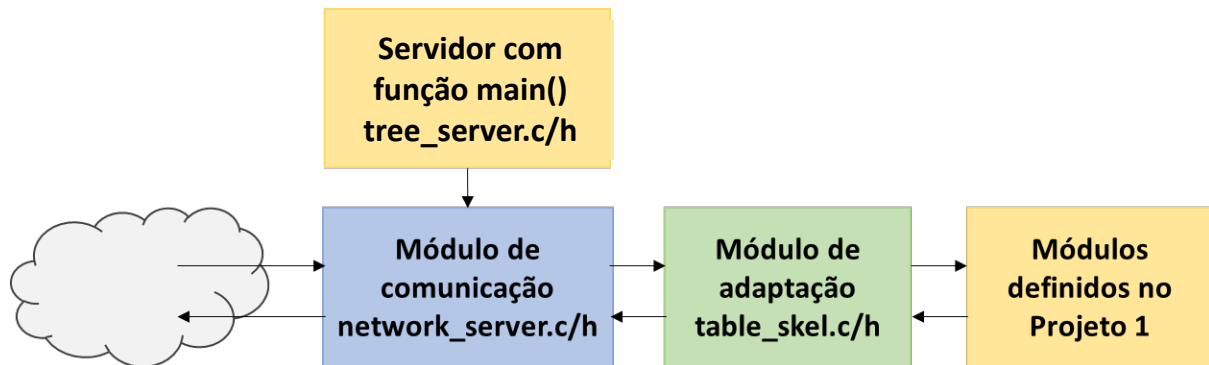 Servidor com
função main()
tree_server.c/h
Módulo de
comunicação
network_server.c/h
Módulo de
adaptação
table_skel.c/h
Módulos
definidos no
Projeto 1